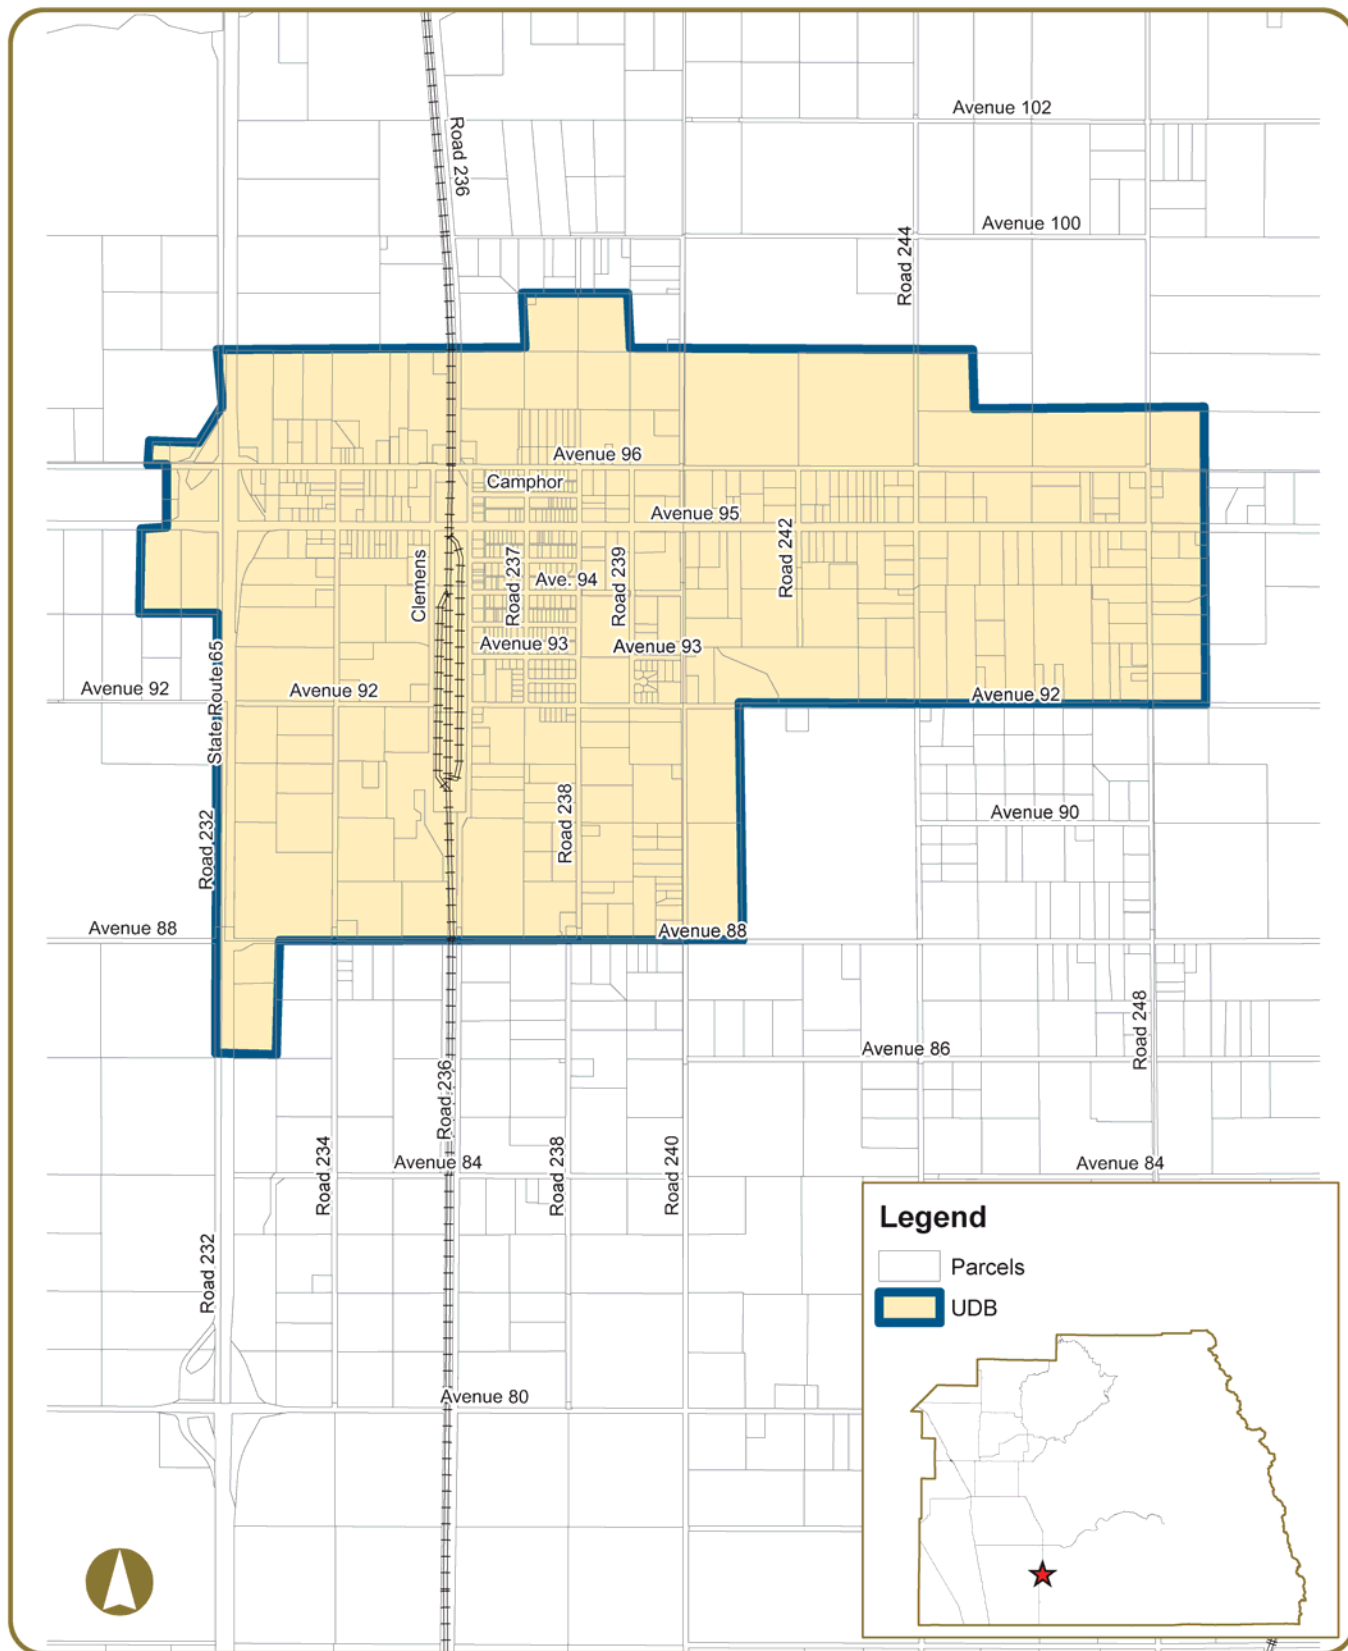 Avenue 102
Road 236
Avenue 100
Road 244
Avenue 96
Camphor
Avenue 95
Road 242
Clemens
Road 237
Ave. 94
Road 239
Avenue 93
Avenue 93
State Route 65
Avenue 92
Avenue 92
Avenue 92
Road 232
Road 238
Avenue 90
Avenue 88
Avenue 88
Road 248
Avenue 86
Road 236
Road 234
Avenue 84
Road 238
Road 240
Avenue 84
Road 232
Avenue 80
Legend
Parcels
UDB